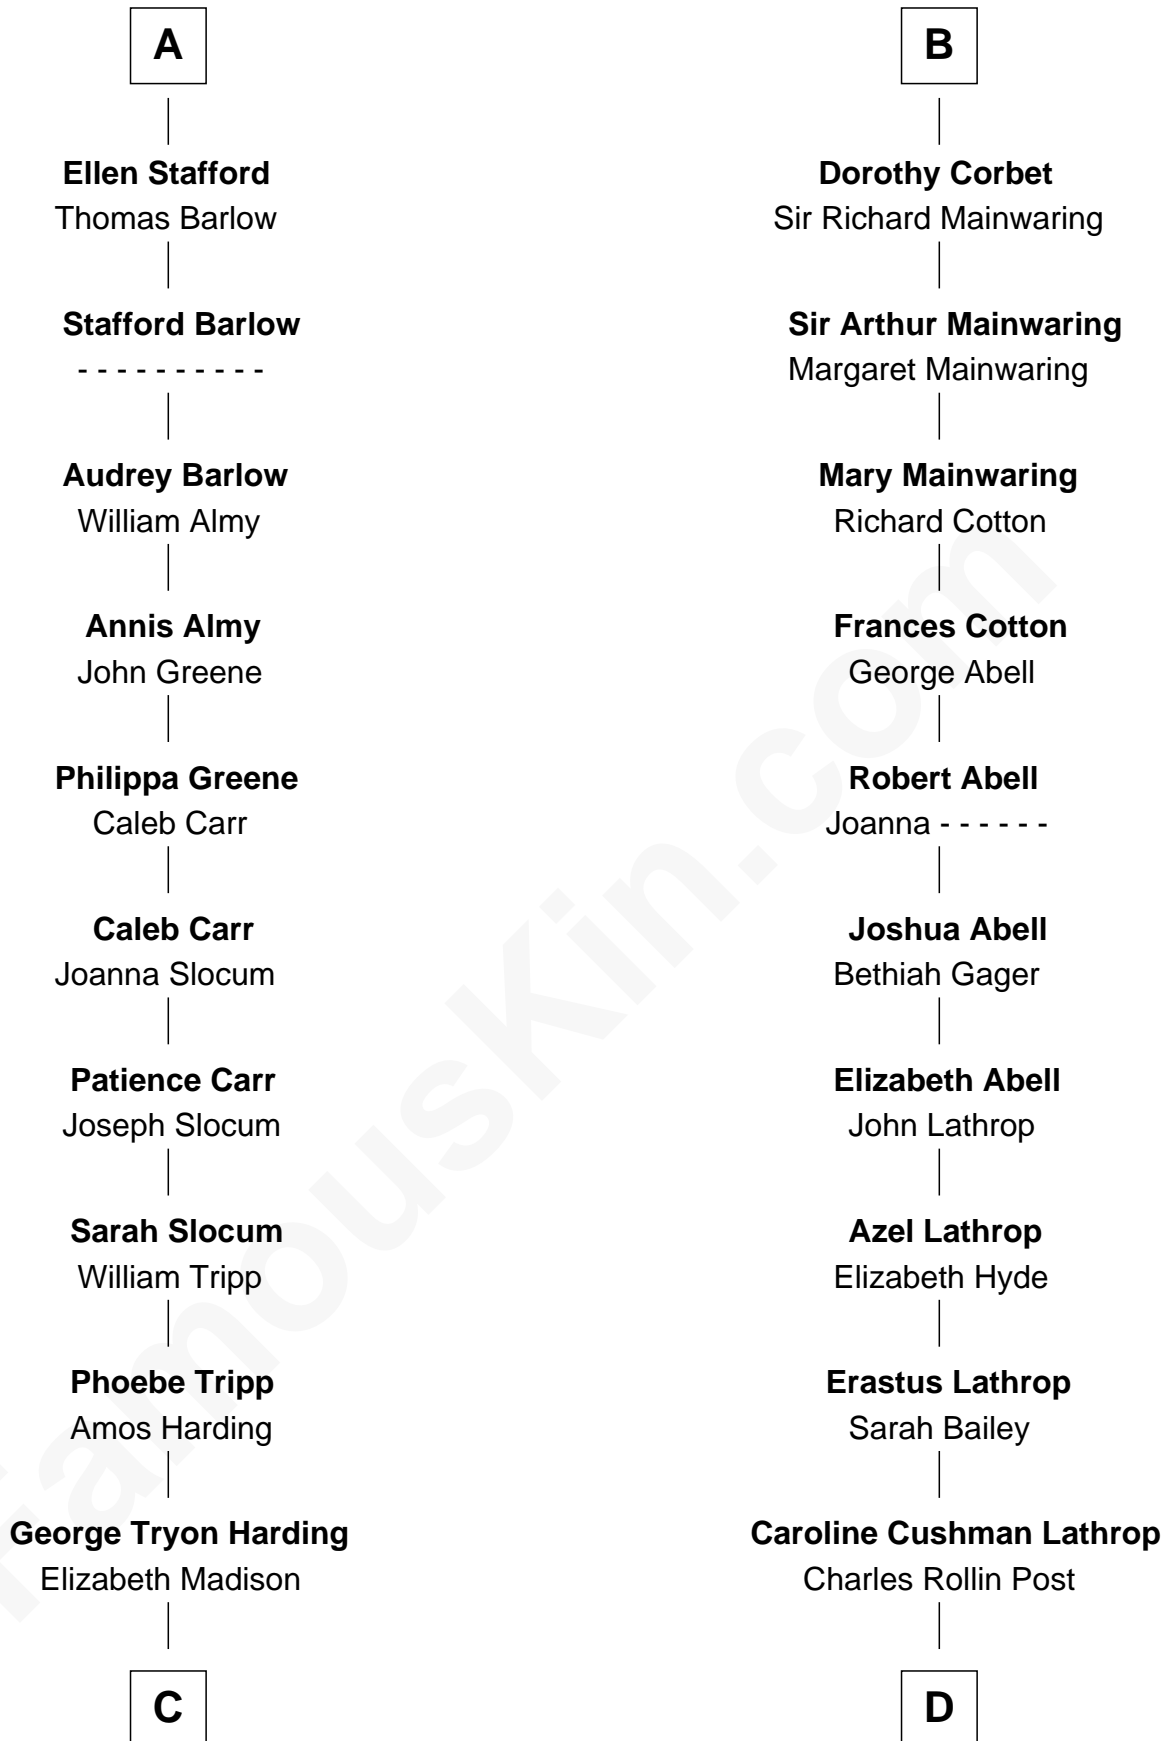 A
Ellen Stafford
Thomas Barlow
Stafford Barlow
- - - - - - - - - -
Audrey Barlow
William Almy
Annis Almy
John Greene
Philippa Greene
Caleb Carr
Caleb Carr
Joanna Slocum
Patience Carr
Joseph Slocum
Sarah Slocum
William Tripp
Phoebe Tripp
Amos Harding
George Tryon Harding
Elizabeth Madison
C
B
Dorothy Corbet
Sir Richard Mainwaring
Sir Arthur Mainwaring
Margaret Mainwaring
Mary Mainwaring
Richard Cotton
Frances Cotton
George Abell
Robert Abell
Joanna - - - - - -
Joshua Abell
Bethiah Gager
Elizabeth Abell
John Lathrop
Azel Lathrop
Elizabeth Hyde
Erastus Lathrop
Sarah Bailey
Caroline Cushman Lathrop
Charles Rollin Post
D
FamousKin.com